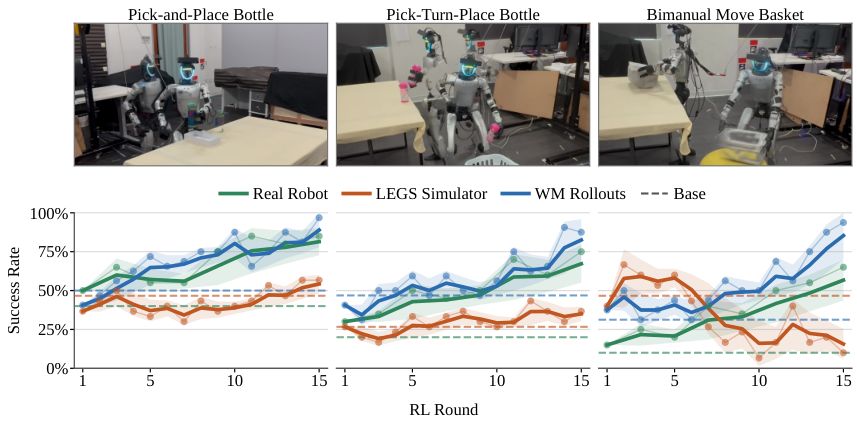 Pick-and-Place Bottle Pick-Turn-Place Bottle Bimanual Move Basket
Real Robot LEGS Simulator WM Rollouts Base
Success Rate
100%
75%
50%
25%
0%
1 5 10 15 1 5 10 15 1 5 10 15
RL Round